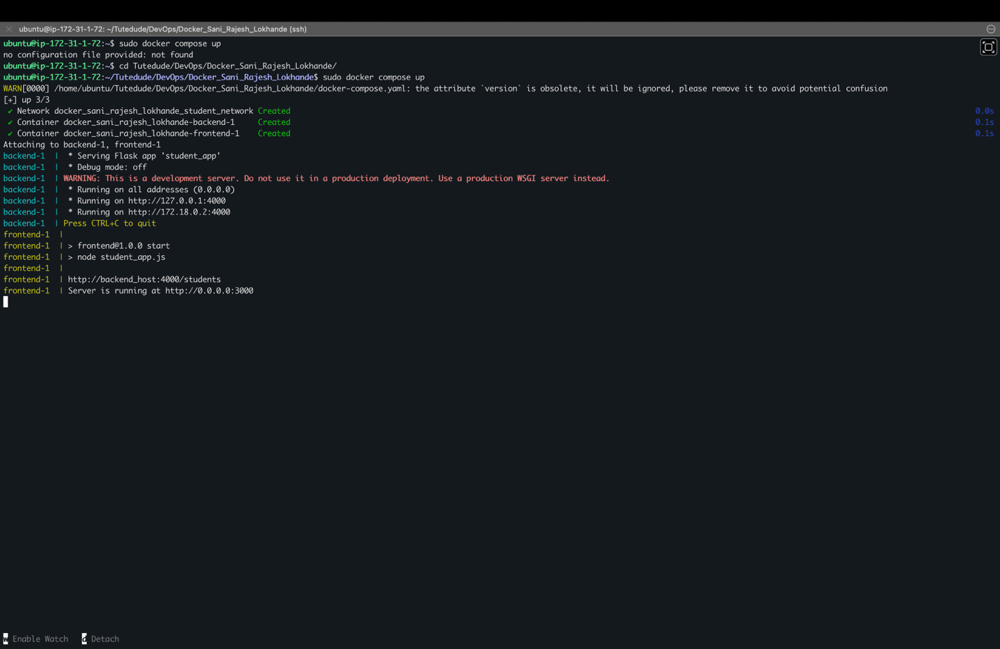 ubuntu@ip-172-31-1-72: ~/Tutedude/DevOps/Docker_Sani_Rajesh_Lokhande (ssh)
ubuntu@ip-172-31-1-72:~$ sudo docker compose up
no configuration file provided: not found
ubuntu@ip-172-31-1-72:~$ cd Tutedude/DevOps/Docker_Sani_Rajesh_Lokhande/
ubuntu@ip-172-31-1-72:~/Tutedude/DevOps/Docker_Sani_Rajesh_Lokhande$ sudo docker compose up
WARN[0000] /home/ubuntu/Tutedude/DevOps/Docker_Sani_Rajesh_Lokhande/docker-compose.yaml: the attribute `version` is obsolete, it will be ignored, please remove it to avoid potential confusion
[+] up 3/3
✔ Network docker_sani_rajesh_lokhande_student_network Created 0.0s
✔ Container docker_sani_rajesh_lokhande-backend-1 Created 0.1s
✔ Container docker_sani_rajesh_lokhande-frontend-1 Created 0.1s
Attaching to backend-1, frontend-1
backend-1 | * Serving Flask app 'student_app'
backend-1 | * Debug mode: off
backend-1 | WARNING: This is a development server. Do not use it in a production deployment. Use a production WSGI server instead.
backend-1 | * Running on all addresses (0.0.0.0)
backend-1 | * Running on http://127.0.0.1:4000
backend-1 | * Running on http://172.18.0.2:4000
backend-1 | Press CTRL+C to quit
frontend-1 |
frontend-1 | > frontend@1.0.0 start
frontend-1 | > node student_app.js
frontend-1 |
frontend-1 | http://backend_host:4000/students
frontend-1 | Server is running at http://0.0.0.0:3000
w Enable Watch d Detach